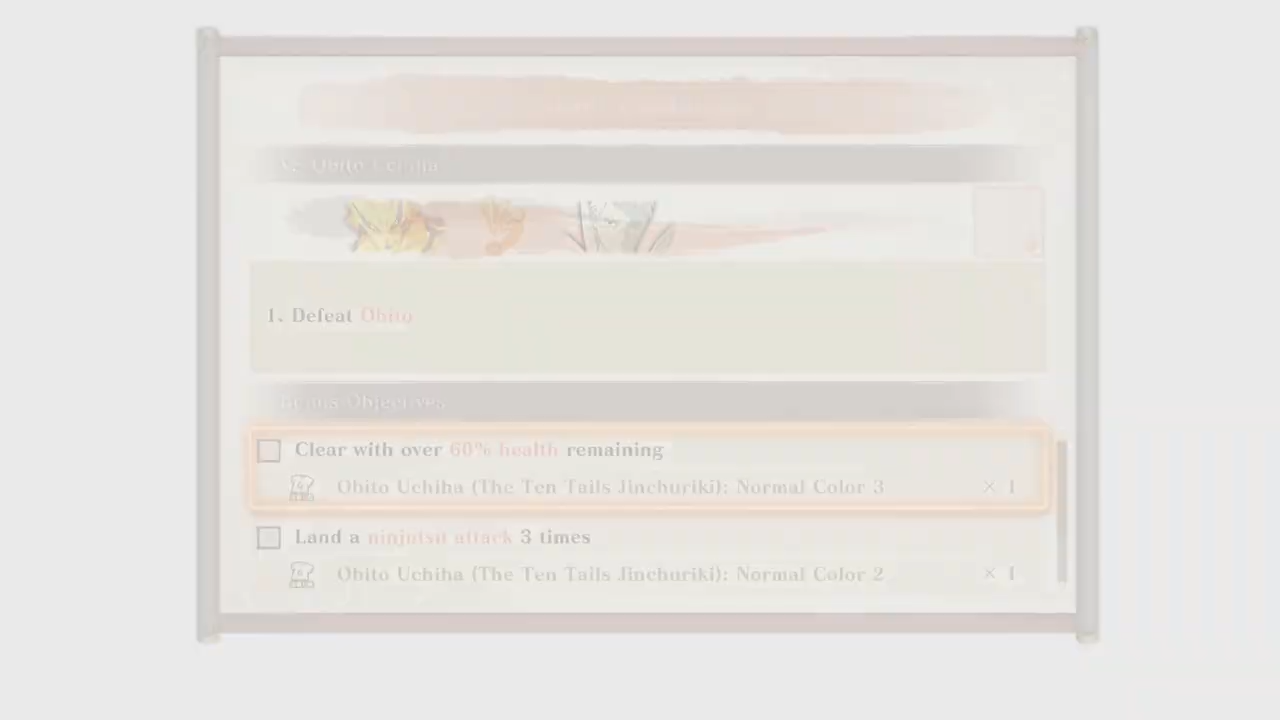 vs. Obito Uchiha
1. Defeat Obito
Bonus Objectives
Clear with over 60% health remaining
Obito Uchiha (The Ten Tails Jinchuriki): Normal Color 3 × 1
Land a ninjutsu attack 3 times
Obito Uchiha (The Ten Tails Jinchuriki): Normal Color 2 × 1